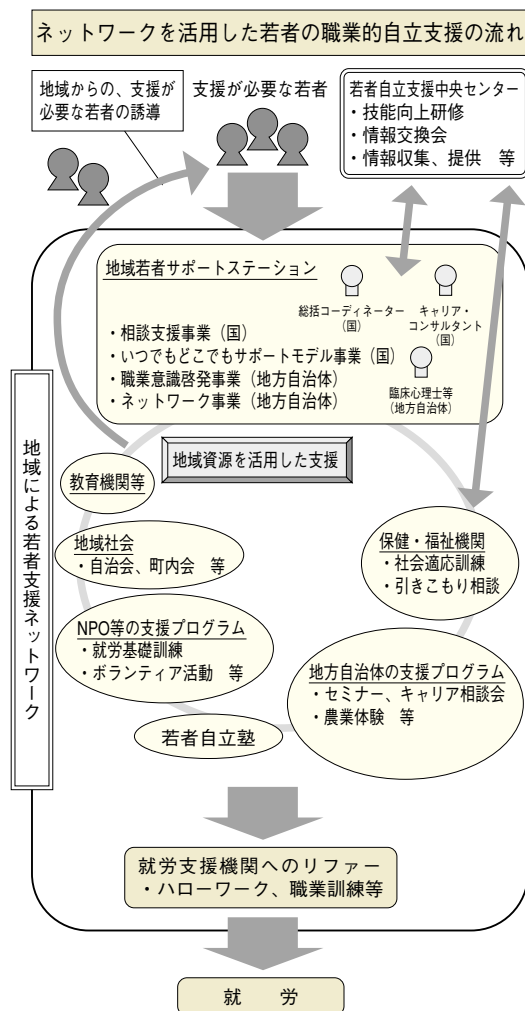 ネットワークを活用した若者の職業的自立支援の流れ
地域からの、支援が
必要な若者の誘導
支援が必要な若者
若者自立支援中央センター
・技能向上研修
・情報交換会
・情報収集、提供　等
地域若者サポートステーション
総括コーディネーター
（国）
キャリア・
コンサルタント
（国）
・相談支援事業（国）
・いつでもどこでもサポートモデル事業（国）
・職業意識啓発事業（地方自治体）
・ネットワーク事業（地方自治体）
臨床心理士等
（地方自治体）
地域による若者支援ネットワーク
地域資源を活用した支援
教育機関等
地域社会
・自治会、町内会　等
保健・福祉機関
・社会適応訓練
・引きこもり相談
NPO等の支援プログラム
・就労基礎訓練
・ボランティア活動　等
地方自治体の支援プログラム
・セミナー、キャリア相談会
・農業体験　等
若者自立塾
就労支援機関へのリファー
・ハローワーク、職業訓練等
就　労